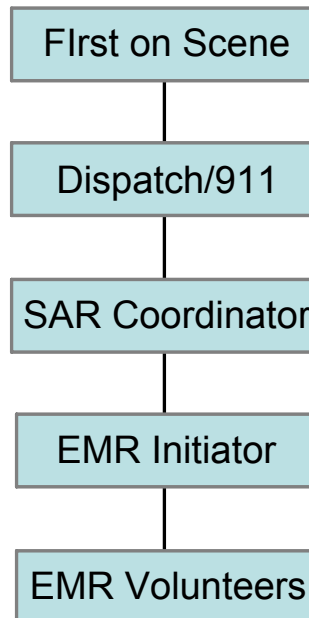 FIrst on Scene
Dispatch/911
SAR Coordinator
EMR Initiator
EMR Volunteers